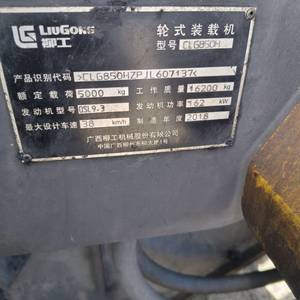 LiuGong 轮式装载机
柳工 型号 CLG850H
产品识别代码 >CLG850HZPJL607137<
额定载荷 5000 kg 工作质量 16200 kg
发动机型号 QSL9.3 发动机功率 162 kW
最大设计车速 38 km/h 制造年度 2018
广西柳工机械股份有限公司
中国广西柳州市柳太路1号